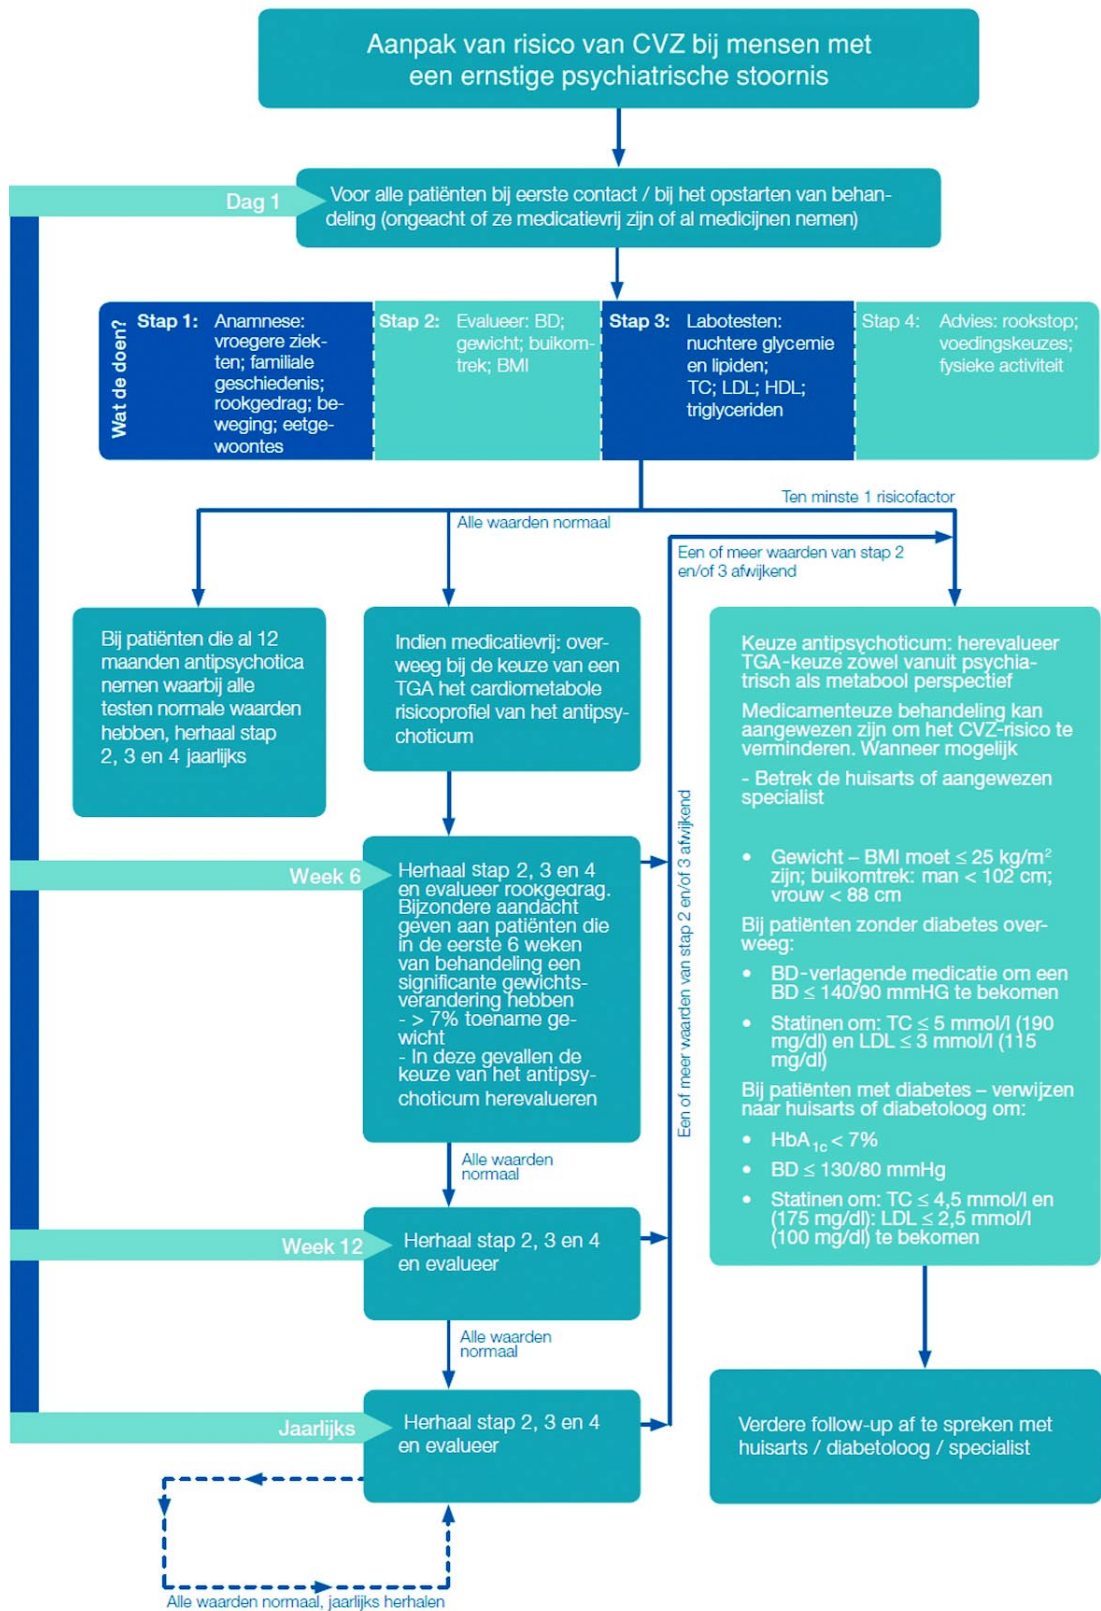 Aanpak van risico van CVZ bij mensen met
een ernstige psychiatrische stoornis
Dag 1
Voor alle patiënten bij eerste contact / bij het opstarten van behan-
deling (ongeacht of ze medicatievrij zijn of al medicijnen nemen)
Wat de doen?
Stap 1: Anamnese:
vroegere ziek-
ten; familiale
geschiedenis;
rookgedrag; be-
weging; eetge-
woontes
Stap 2: Evalueer: BD;
gewicht; buikom-
trek; BMI
Stap 3: Labotesten:
nuchtere glycemie
en lipiden;
TC; LDL; HDL;
triglyceriden
Stap 4: Advies: rookstop;
voedingskeuzes;
fysieke activiteit
Ten minste 1 risicofactor
Alle waarden normaal
Een of meer waarden van stap 2
en/of 3 afwijkend
Bij patiënten die al 12
maanden antipsychotica
nemen waarbij alle
testen normale waarden
hebben, herhaal stap
2, 3 en 4 jaarlijks
Indien medicatievrij: over-
weeg bij de keuze van een
TGA het cardiometabole
risicoprofiel van het antipsy-
choticum
Week 6
Herhaal stap 2, 3 en 4
en evalueer rookgedrag.
Bijzondere aandacht
geven aan patiënten die
in de eerste 6 weken
van behandeling een
significante gewichts-
verandering hebben
- > 7% toename ge-
wicht
- In deze gevallen de
keuze van het antipsy-
choticum herevalueren
Alle waarden
normaal
Week 12
Herhaal stap 2, 3 en 4
en evalueer
Alle waarden
normaal
Jaarlijks
Herhaal stap 2, 3 en 4
en evalueer
Alle waarden normaal, jaarlijks herhalen
Een of meer waarden van stap 2 en/of 3 afwijkend
Keuze antipsychoticum: herevalueer
TGA-keuze zowel vanuit psychia-
trisch als metabool perspectief
Medicamenteuze behandeling kan
aangewezen zijn om het CVZ-risico te
verminderen. Wanneer mogelijk
- Betrek de huisarts of aangewezen
specialist
• Gewicht – BMI moet ≤ 25 kg/m²
zijn; buikomtrek: man < 102 cm;
vrouw < 88 cm
Bij patiënten zonder diabetes over-
weeg:
• BD-verlagende medicatie om een
BD ≤ 140/90 mmHG te bekomen
• Statinen om: TC ≤ 5 mmol/l (190
mg/dl) en LDL ≤ 3 mmol/l (115
mg/dl)
Bij patiënten met diabetes – verwijzen
naar huisarts of diabetoloog om:
• HbA1c < 7%
• BD ≤ 130/80 mmHg
• Statinen om: TC ≤ 4,5 mmol/l en
(175 mg/dl): LDL ≤ 2,5 mmol/l
(100 mg/dl) te bekomen
Verdere follow-up af te spreken met
huisarts / diabetoloog / specialist